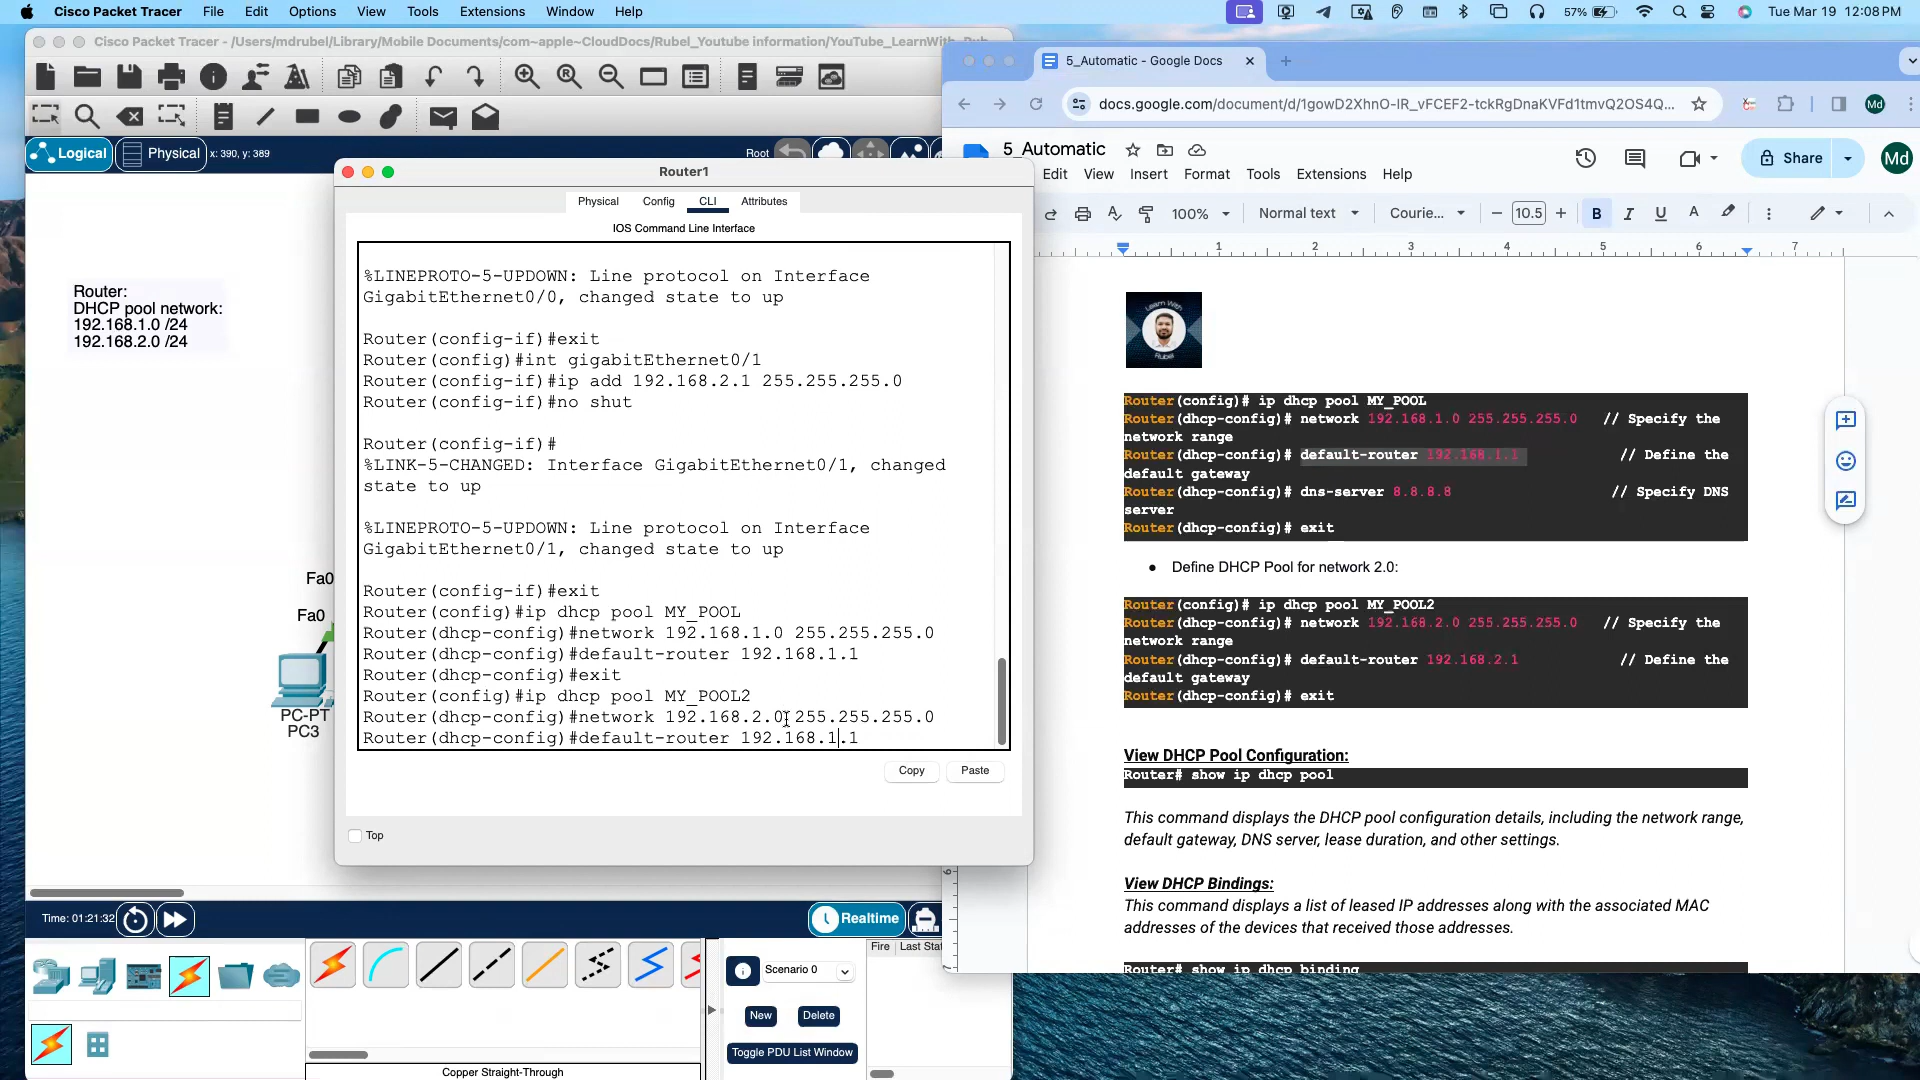 Cisco Packet Tracer File Edit Options View Tools Extensions Window Help
57% Tue Mar 19 12:08 PM
Cisco Packet Tracer - /Users/mdrubel/Library/Mobile Documents/com~apple~CloudDocs/Rubel_Youtube information/YouTube_LearnWith_Rub
Logical Physical x: 390, y: 389 Root
Router:
DHCP pool network:
192.168.1.0 /24
192.168.2.0 /24
Fa0
Fa0
PC-PT
PC3
Router1
Physical Config CLI Attributes
IOS Command Line Interface
%LINEPROTO-5-UPDOWN: Line protocol on Interface
GigabitEthernet0/0, changed state to up
Router(config-if)#exit
Router(config)#int gigabitEthernet0/1
Router(config-if)#ip add 192.168.2.1 255.255.255.0
Router(config-if)#no shut
Router(config-if)#
%LINK-5-CHANGED: Interface GigabitEthernet0/1, changed
state to up
%LINEPROTO-5-UPDOWN: Line protocol on Interface
GigabitEthernet0/1, changed state to up
Router(config-if)#exit
Router(config)#ip dhcp pool MY_POOL
Router(dhcp-config)#network 192.168.1.0 255.255.255.0
Router(dhcp-config)#default-router 192.168.1.1
Router(dhcp-config)#exit
Router(config)#ip dhcp pool MY_POOL2
Router(dhcp-config)#network 192.168.2.0 255.255.255.0
Router(dhcp-config)#default-router 192.168.1.1
Copy Paste
Top
Time: 01:21:32
Realtime
Scenario 0
Fire Last Stat
New Delete
Toggle PDU List Window
Copper Straight-Through
5_Automatic - Google Docs
docs.google.com/document/d/1gowD2XhnO-IR_vFCEF2-tckRgDnaKVFd1tmvQ2OS4Q...
Md
5_Automatic
Share
Md
Edit View Insert Format Tools Extensions Help
100% Normal text Courie... 10.5 B I U A
1 2 3 4 5 6 7
Learn With
Rubel
Router(config)# ip dhcp pool MY_POOL
Router(dhcp-config)# network 192.168.1.0 255.255.255.0 // Specify the
network range
Router(dhcp-config)# default-router 192.168.1.1 // Define the
default gateway
Router(dhcp-config)# dns-server 8.8.8.8 // Specify DNS
server
Router(dhcp-config)# exit
● Define DHCP Pool for network 2.0:
Router(config)# ip dhcp pool MY_POOL2
Router(dhcp-config)# network 192.168.2.0 255.255.255.0 // Specify the
network range
Router(dhcp-config)# default-router 192.168.2.1 // Define the
default gateway
Router(dhcp-config)# exit
View DHCP Pool Configuration:
Router# show ip dhcp pool
This command displays the DHCP pool configuration details, including the network range,
default gateway, DNS server, lease duration, and other settings.
View DHCP Bindings:
This command displays a list of leased IP addresses along with the associated MAC
addresses of the devices that received those addresses.
Router# show ip dhcp binding